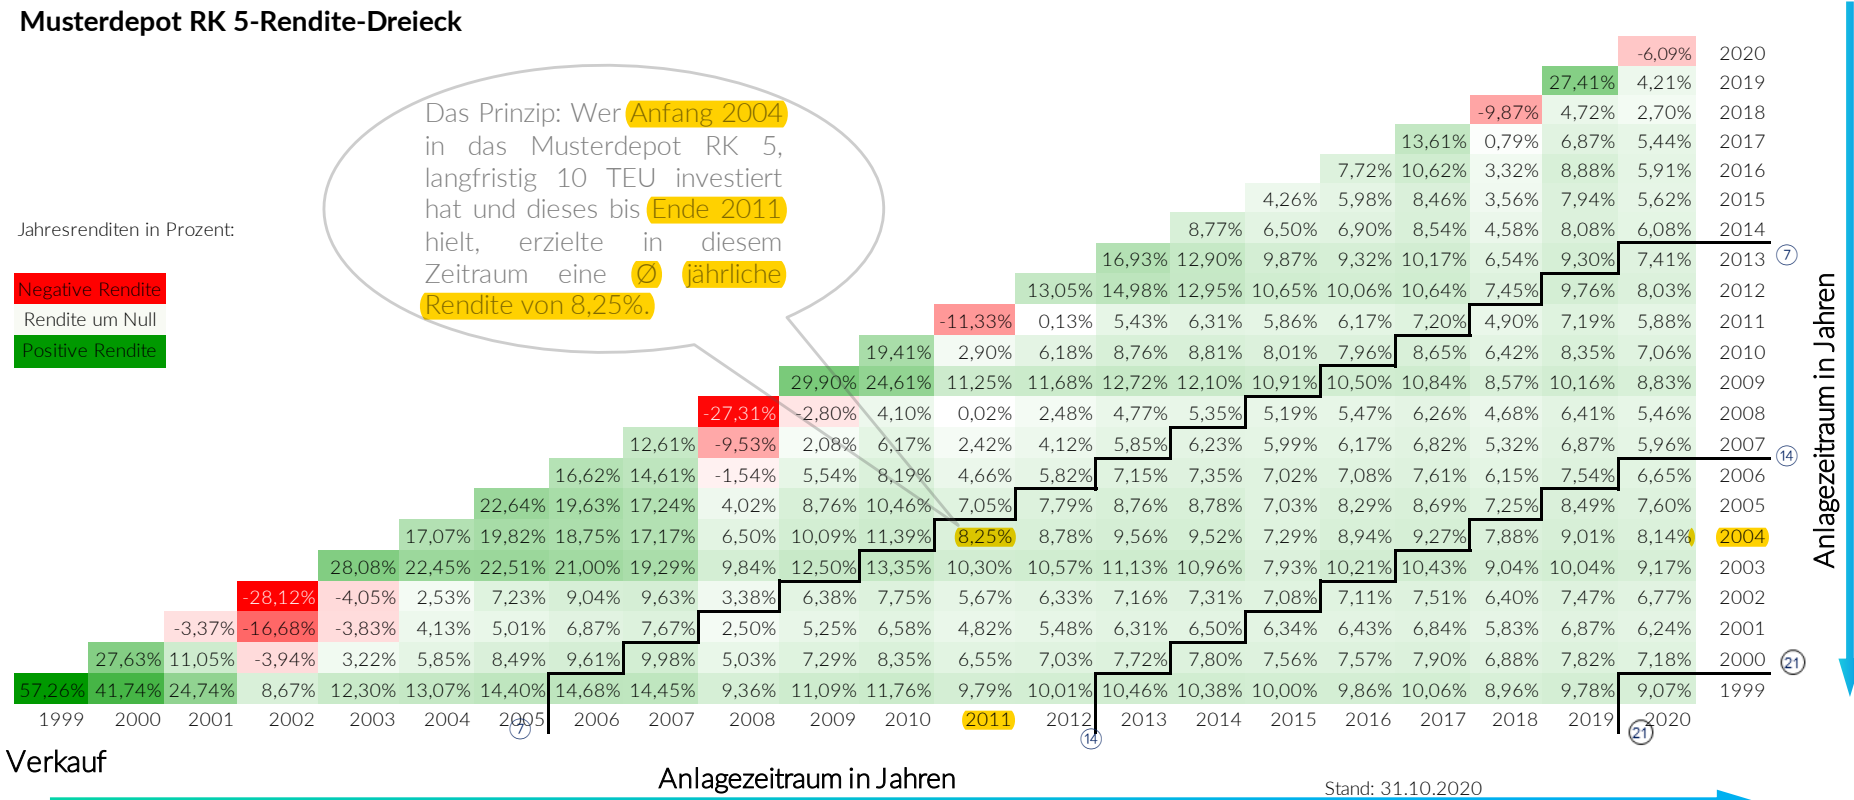 Musterdepot RK 5-Rendite-Dreieck
-6,09% 2020
27,41% 4,21% 2019
-9,87% 4,72% 2,70% 2018
13,61% 0,79% 6,87% 5,44% 2017
7,72% 10,62% 3,32% 8,88% 5,91% 2016
4,26% 5,98% 8,46% 3,56% 7,94% 5,62% 2015
8,77% 6,50% 6,90% 8,54% 4,58% 8,08% 6,08% 2014
16,93% 12,90% 9,87% 9,32% 10,17% 6,54% 9,30% 7,41% 2013 7
13,05% 14,98% 12,95% 10,65% 10,06% 10,64% 7,45% 9,76% 8,03% 2012
-11,33% 0,13% 5,43% 6,31% 5,86% 6,17% 7,20% 4,90% 7,19% 5,88% 2011
19,41% 2,90% 6,18% 8,76% 8,81% 8,01% 7,96% 8,65% 6,42% 8,35% 7,06% 2010
29,90% 24,61% 11,25% 11,68% 12,72% 12,10% 10,91% 10,50% 10,84% 8,57% 10,16% 8,83% 2009
-27,31% -2,80% 4,10% 0,02% 2,48% 4,77% 5,35% 5,19% 5,47% 6,26% 4,68% 6,41% 5,46% 2008
12,61% -9,53% 2,08% 6,17% 2,42% 4,12% 5,85% 6,23% 5,99% 6,17% 6,82% 5,32% 6,87% 5,96% 2007
14
16,62% 14,61% -1,54% 5,54% 8,19% 4,66% 5,82% 7,15% 7,35% 7,02% 7,08% 7,61% 6,15% 7,54% 6,65% 2006
22,64% 19,63% 17,24% 4,02% 8,76% 10,46% 7,05% 7,79% 8,76% 8,78% 7,03% 8,29% 8,69% 7,25% 8,49% 7,60% 2005
17,07% 19,82% 18,75% 17,17% 6,50% 10,09% 11,39% 8,25% 8,78% 9,56% 9,52% 7,29% 8,94% 9,27% 7,88% 9,01% 8,14% 2004
28,08% 22,45% 22,51% 21,00% 19,29% 9,84% 12,50% 13,35% 10,30% 10,57% 11,13% 10,96% 7,93% 10,21% 10,43% 9,04% 10,04% 9,17% 2003
-28,12% -4,05% 2,53% 7,23% 9,04% 9,63% 3,38% 6,38% 7,75% 5,67% 6,33% 7,16% 7,31% 7,08% 7,11% 7,51% 6,40% 7,47% 6,77% 2002
-3,37% -16,68% -3,83% 4,13% 5,01% 6,87% 7,67% 2,50% 5,25% 6,58% 4,82% 5,48% 6,31% 6,50% 6,34% 6,43% 6,84% 5,83% 6,87% 6,24% 2001
27,63% 11,05% -3,94% 3,22% 5,85% 8,49% 9,61% 9,98% 5,03% 7,29% 8,35% 6,55% 7,03% 7,72% 7,80% 7,56% 7,57% 7,90% 6,88% 7,82% 7,18% 2000 21
57,26% 41,74% 24,74% 8,67% 12,30% 13,07% 14,40% 14,68% 14,45% 9,36% 11,09% 11,76% 9,79% 10,01% 10,46% 10,38% 10,00% 9,86% 10,06% 8,96% 9,78% 9,07% 1999
1999 2000 2001 2002 2003 2004 2005 2006 2007 2008 2009 2010 2011 2012 2013 2014 2015 2016 2017 2018 2019 2020
7 14 21
Das Prinzip: Wer Anfang 2004
in das Musterdepot RK 5,
langfristig 10 TEU investiert
hat und dieses bis Ende 2011
hielt, erzielte in diesem
Zeitraum eine Ø jährliche
Rendite von 8,25%.
Jahresrenditen in Prozent:
Negative Rendite
Rendite um Null
Positive Rendite
Anlagezeitraum in Jahren
Verkauf
Anlagezeitraum in Jahren
Stand: 31.10.2020